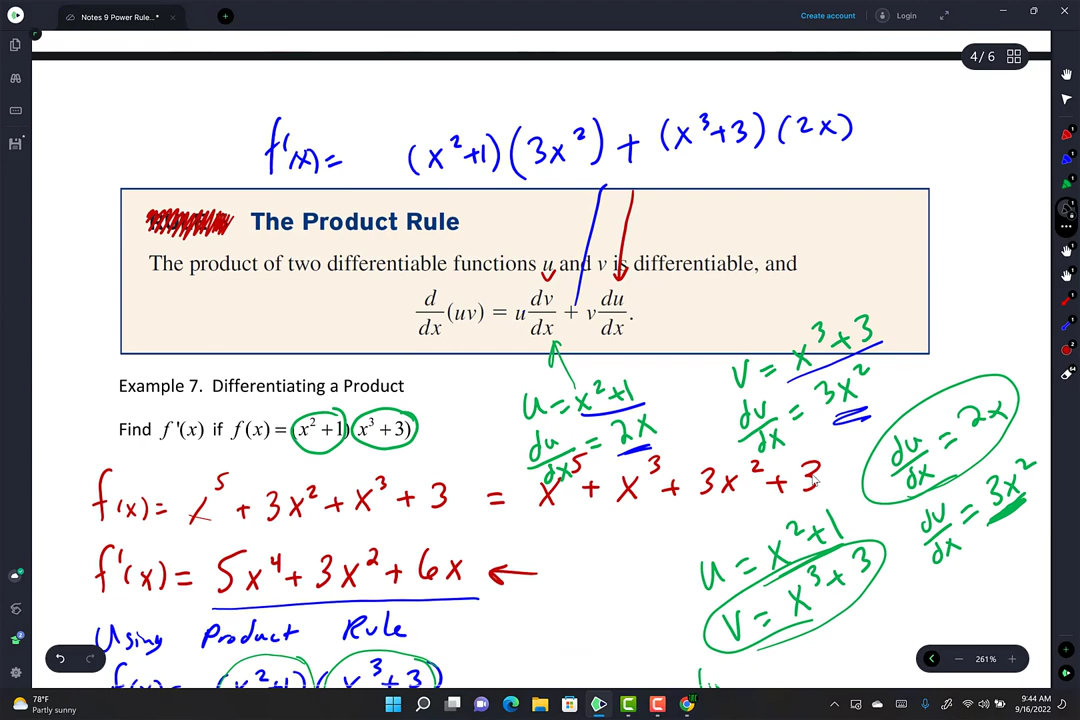 Notes 9 Power Rule...*
Create account
Login
4/6
f'(x)= (x²+1)(3x²) + (x³+3)(2x)
The Product Rule
The product of two differentiable functions u and v is differentiable, and
d/dx (uv) = u dv/dx + v du/dx.
v = x³+3
dv/dx = 3x²
Example 7. Differentiating a Product
u = x²+1
du/dx = 2x
du/dx = 2x
dv/dx = 3x²
Find f'(x) if f(x) = (x² +1)(x³ +3)
f(x) = x⁵ + 3x² + x³ + 3 = x⁵ + x³ + 3x² + 3
u = x²+1
v = x³+3
f'(x) = 5x⁴ + 3x² + 6x
Using Product Rule
f(x) = (x²+1)(x³+3)
261%
78°F
Partly sunny
9:44 AM
9/16/2022